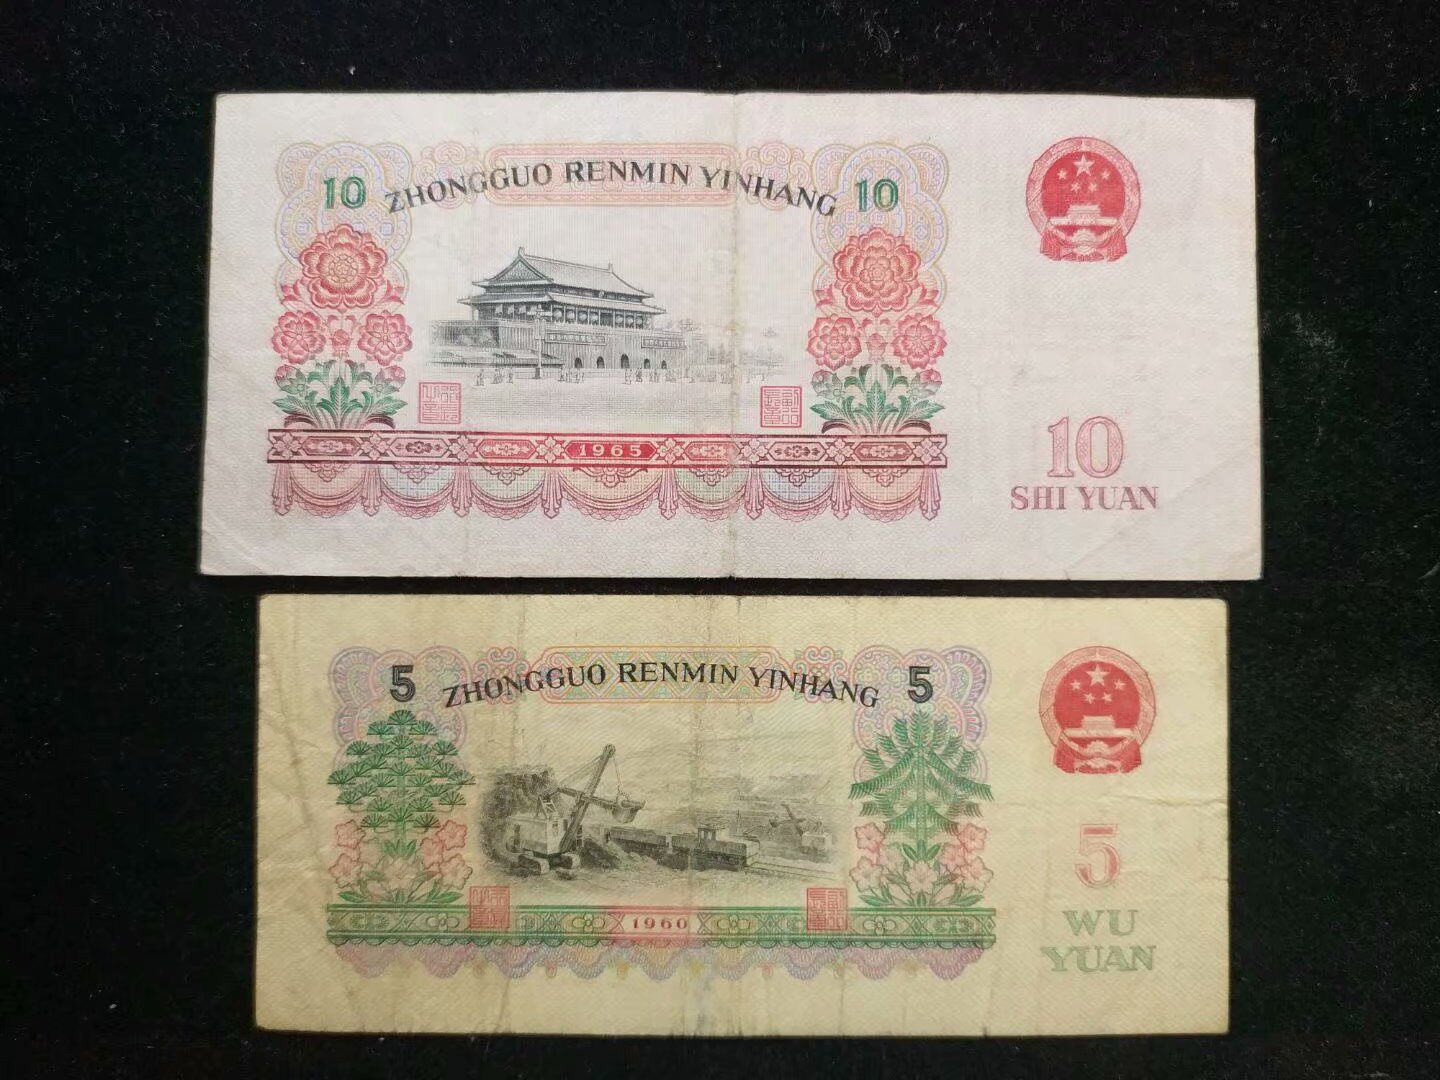 10 ZHONGGUO RENMIN YINHANG 10
1965
10
SHI YUAN
5 ZHONGGUO RENMIN YINHANG 5
1960
5
WU
YUAN